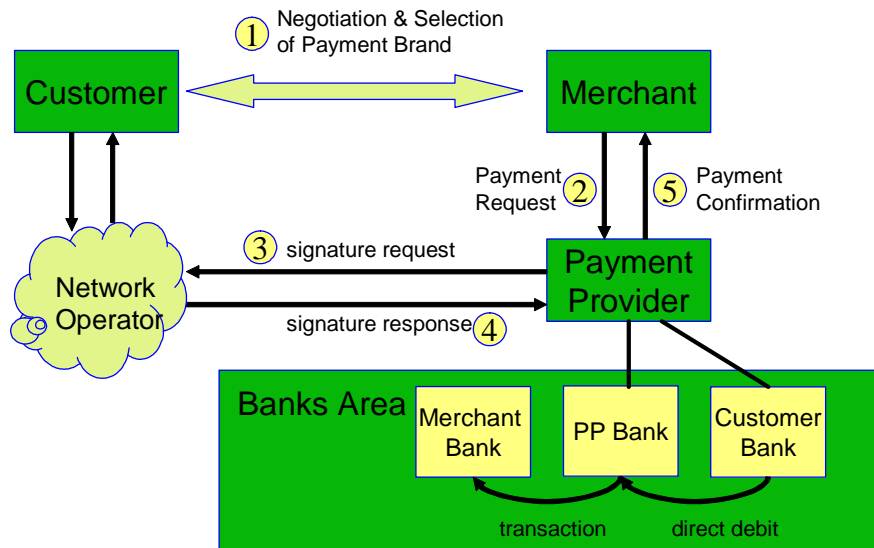 1 Negotiation & Selection
of Payment Brand
Customer
Merchant
Payment
Request
2
5
Payment
Confirmation
3 signature request
Network
Operator
Payment
Provider
signature response 4
Banks Area
Merchant
Bank
PP Bank
Customer
Bank
transaction
direct debit